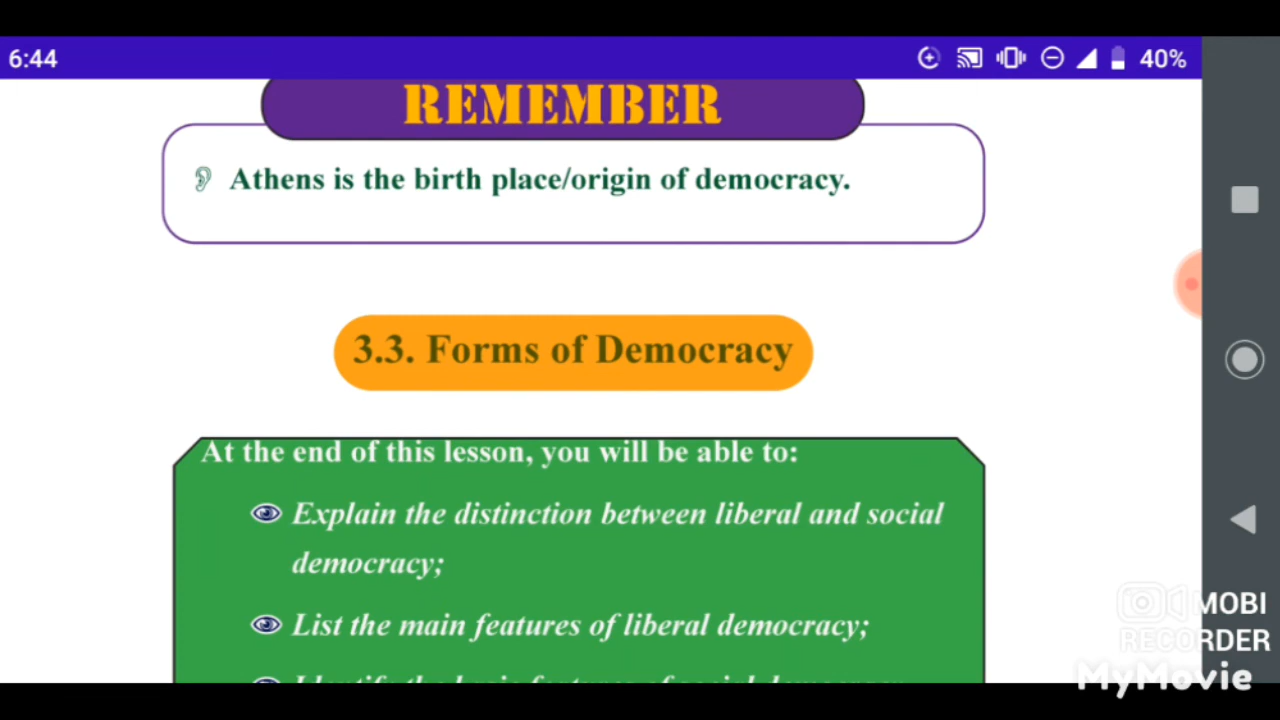 6:44
40%
REMEMBER
Athens is the birth place/origin of democracy.
3.3. Forms of Democracy
At the end of this lesson, you will be able to:
Explain the distinction between liberal and social
democracy;
List the main features of liberal democracy;
MOBI
RECORDER
MyMovie